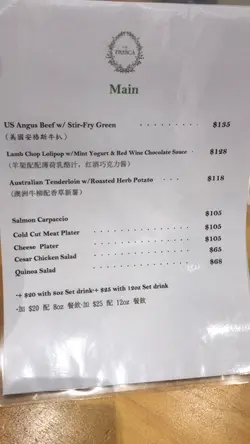 FRESCA
Main
US Angus Beef w/ Stir-Fry Green $135
(美國安格斯牛扒)
Lamb Chop Lolipop w/Mint Yogurt & Red Wine Chocolate Sauce $128
(羊架配薄荷乳酪汁，紅酒巧克力醬)
Australian Tenderloin w/Roasted Herb Potato $118
(澳洲牛柳配香草新薯)
Salmon Carpaccio $105
Cold Cut Meat Plater $105
Cheese Plater $105
Cesar Chicken Salad $65
Quinoa Salad $68
·+ $20 with 8oz Set drink·+ $25 with 12oz Set drink
·加 $20 配 8oz 餐飲·加 $25 配 12oz 餐飲